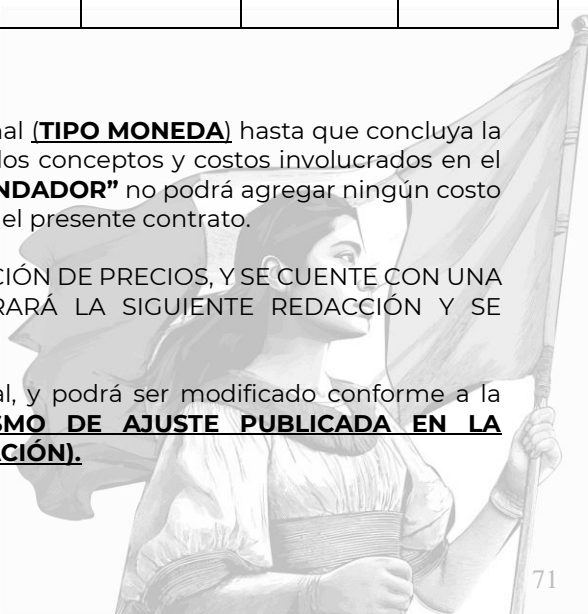 nal (TIPO MONEDA) hasta que concluya la
los conceptos y costos involucrados en el
NDADOR” no podrá agregar ningún costo
el presente contrato.
CIÓN DE PRECIOS, Y SE CUENTE CON UNA
RARÁ LA SIGUIENTE REDACCIÓN Y SE
al, y podrá ser modificado conforme a la
SMO DE AJUSTE PUBLICADA EN LA
ACIÓN).
71